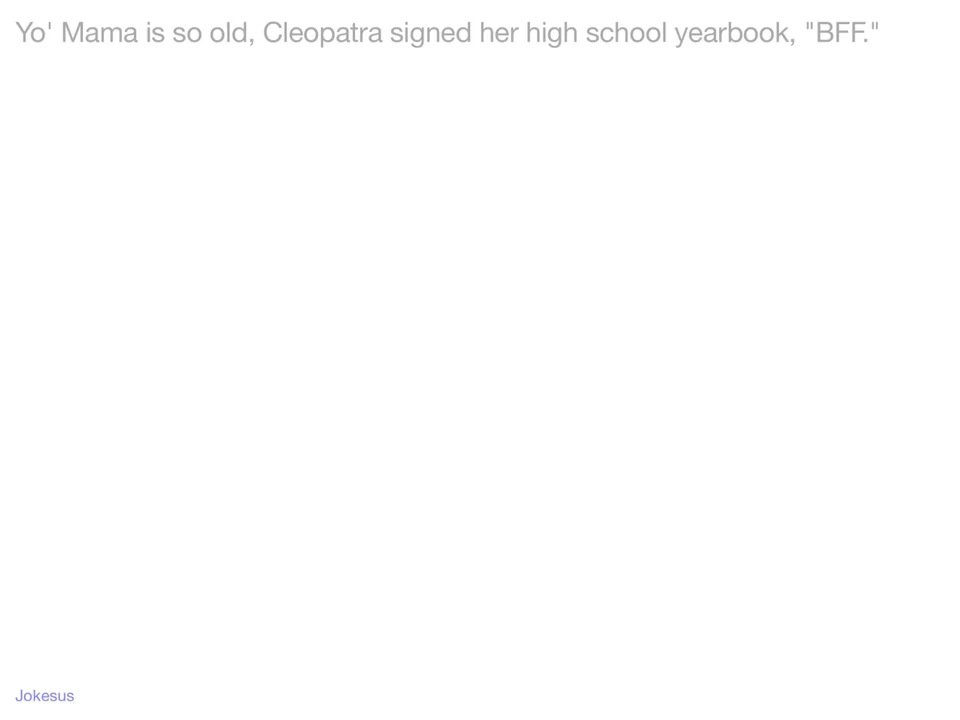 Yo' Mama is so old, Cleopatra signed her high school yearbook, "BFF."
Jokesus